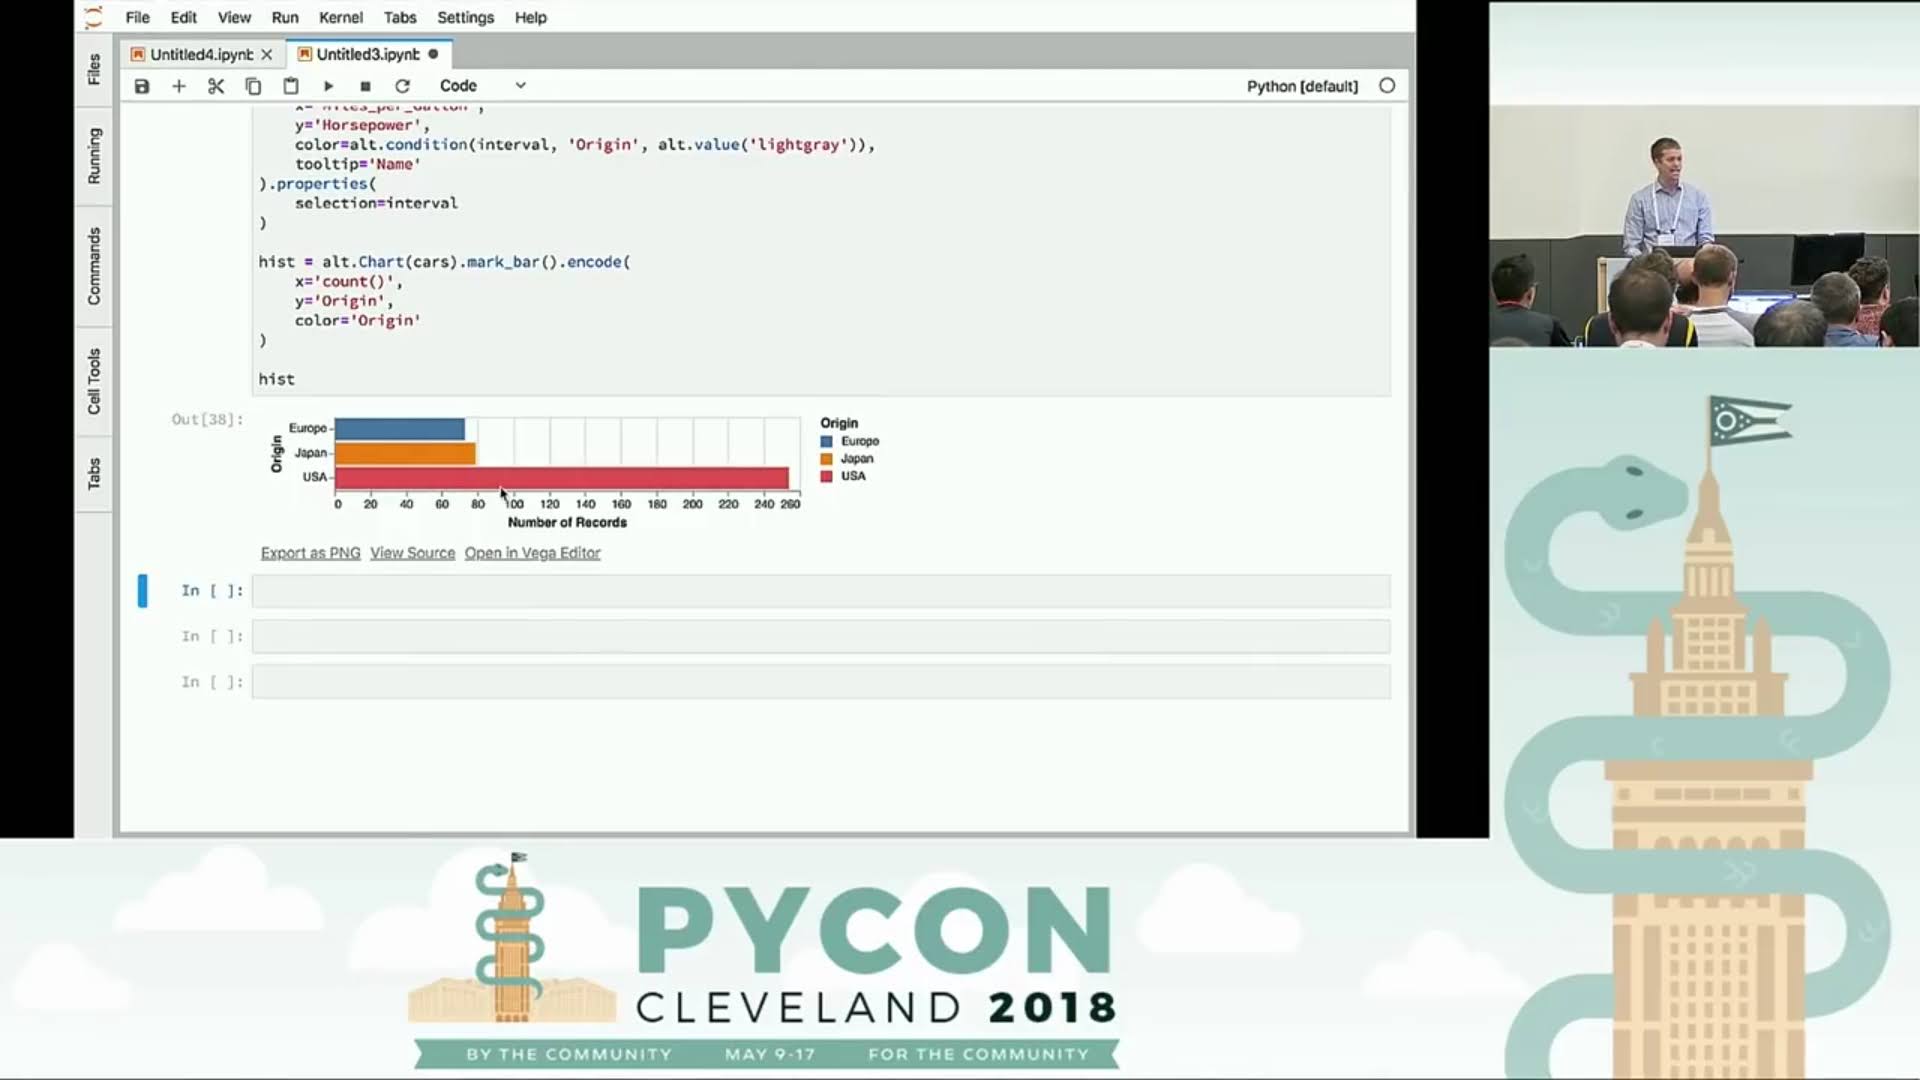 File Edit View Run Kernel Tabs Settings Help
Files
Running
Commands
Cell Tools
Tabs
Untitled4.ipynb
Untitled3.ipynb
Code
Python [default]
y='Horsepower',
color=alt.condition(interval, 'Origin', alt.value('lightgray')),
tooltip='Name'
).properties(
selection=interval
)
hist = alt.Chart(cars).mark_bar().encode(
x='count()',
y='Origin',
color='Origin'
)
hist
Out[38]:
Origin
Europe
Japan
USA
0 20 40 60 80 100 120 140 160 180 200 220 240 260
Number of Records
Origin
Europe
Japan
USA
Export as PNG View Source Open in Vega Editor
In [ ]:
In [ ]:
In [ ]:
PYCON
CLEVELAND 2018
BY THE COMMUNITY MAY 9-17 FOR THE COMMUNITY